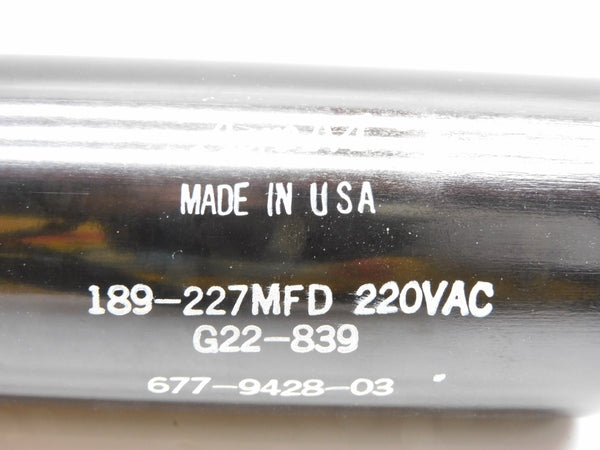 MADE IN USA
189-227MFD 220VAC
G22-839
677-9428-03